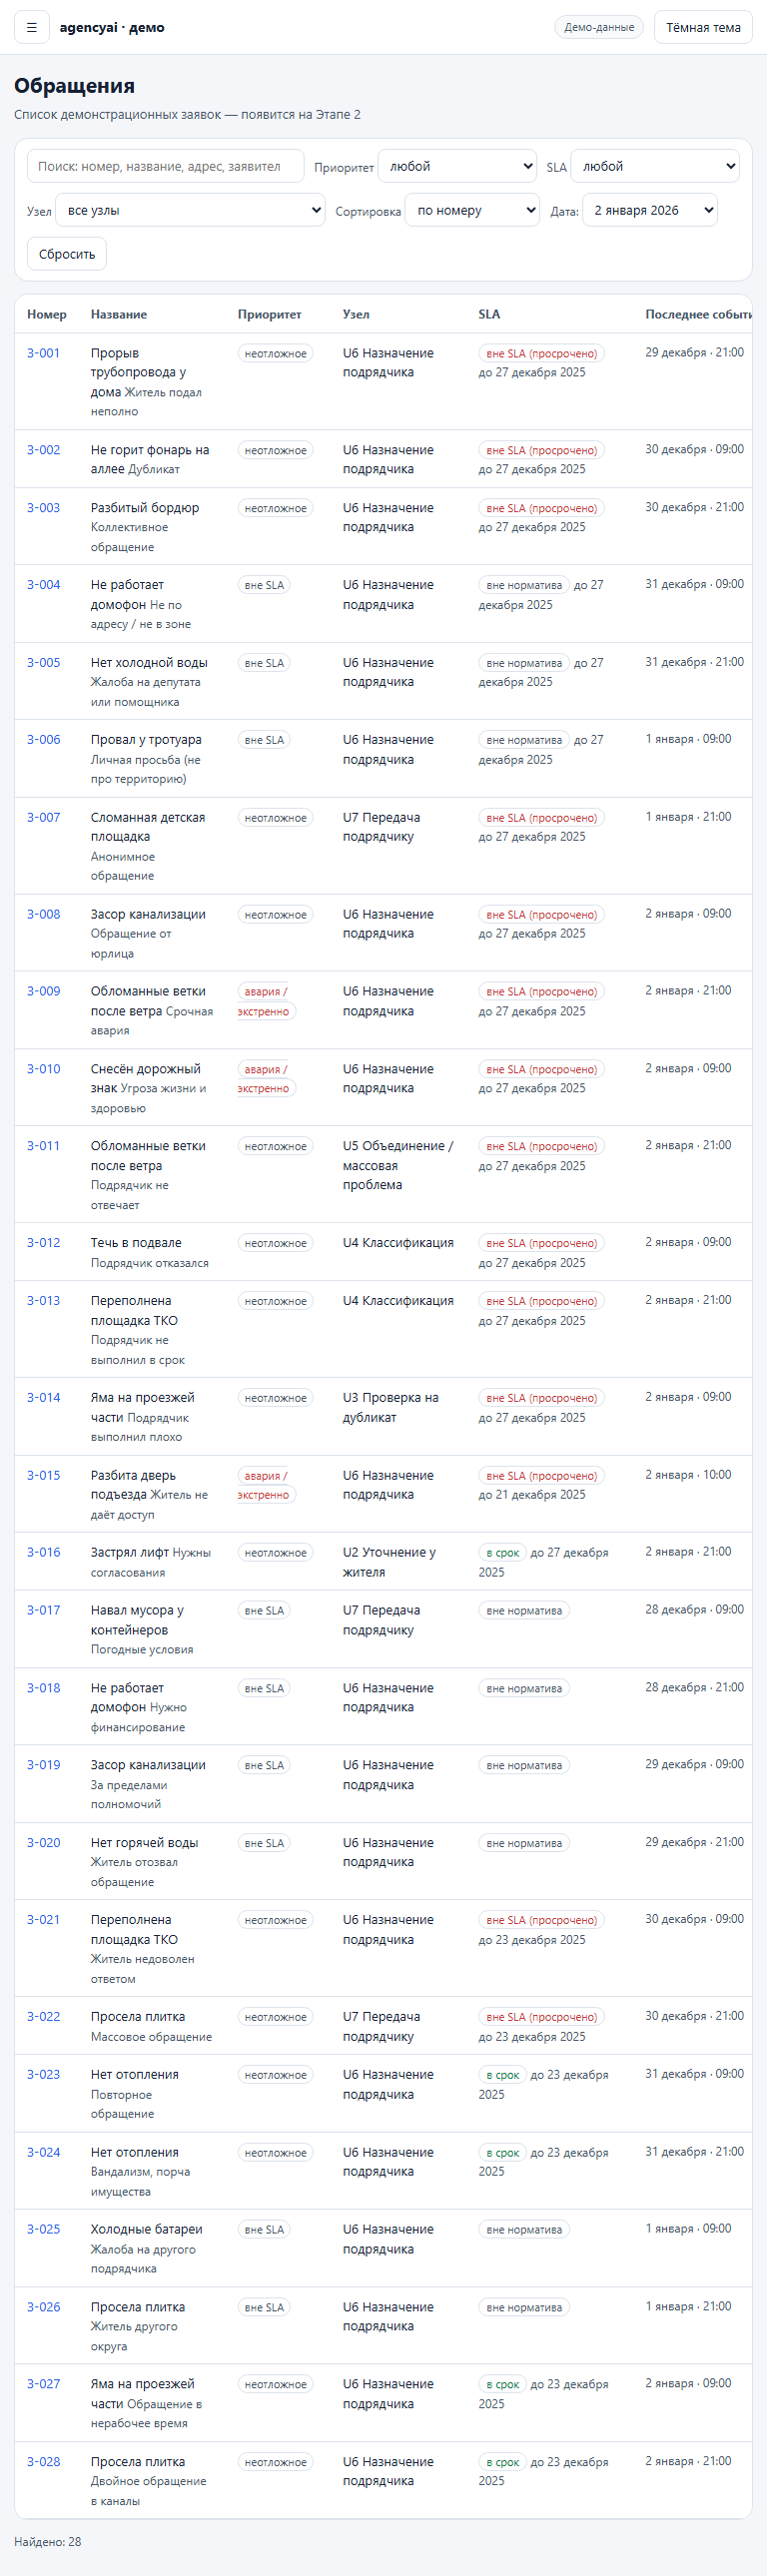 ☰ agencyai · демо Демо-данные Тёмная тема
Обращения
Список демонстрационных заявок — появится на Этапе 2
Поиск: номер, название, адрес, заявител Приоритет любой SLA любой
Узел все узлы Сортировка по номеру Дата: 2 января 2026
Сбросить
Номер Название Приоритет Узел SLA Последнее событи
З-001 Прорыв неотложное U6 Назначение вне SLA (просрочено) 29 декабря · 21:00
трубопровода у подрядчика до 27 декабря 2025
дома Житель подал
неполно
З-002 Не горит фонарь на неотложное U6 Назначение вне SLA (просрочено) 30 декабря · 09:00
аллее Дубликат подрядчика до 27 декабря 2025
З-003 Разбитый бордюр неотложное U6 Назначение вне SLA (просрочено) 30 декабря · 21:00
Коллективное подрядчика до 27 декабря 2025
обращение
З-004 Не работает вне SLA U6 Назначение вне норматива до 27 31 декабря · 09:00
домофон Не по подрядчика декабря 2025
адресу / не в зоне
З-005 Нет холодной воды вне SLA U6 Назначение вне норматива до 27 31 декабря · 21:00
Жалоба на депутата подрядчика декабря 2025
или помощника
З-006 Провал у тротуара вне SLA U6 Назначение вне норматива до 27 1 января · 09:00
Личная просьба (не подрядчика декабря 2025
про территорию)
З-007 Сломанная детская неотложное U7 Передача вне SLA (просрочено) 1 января · 21:00
площадка подрядчику до 27 декабря 2025
Анонимное
обращение
З-008 Засор канализации неотложное U6 Назначение вне SLA (просрочено) 2 января · 09:00
Обращение от подрядчика до 27 декабря 2025
юрлица
З-009 Обломанные ветки авария / U6 Назначение вне SLA (просрочено) 2 января · 21:00
после ветра Срочная экстренно подрядчика до 27 декабря 2025
авария
З-010 Снесён дорожный авария / U6 Назначение вне SLA (просрочено) 2 января · 09:00
знак Угроза жизни и экстренно подрядчика до 27 декабря 2025
здоровью
З-011 Обломанные ветки неотложное U5 Объединение / вне SLA (просрочено) 2 января · 21:00
после ветра массовая до 27 декабря 2025
Подрядчик не проблема
отвечает
З-012 Течь в подвале неотложное U4 Классификация вне SLA (просрочено) 2 января · 09:00
Подрядчик отказался до 27 декабря 2025
З-013 Переполнена неотложное U4 Классификация вне SLA (просрочено) 2 января · 21:00
площадка ТКО до 27 декабря 2025
Подрядчик не
выполнил в срок
З-014 Яма на проезжей неотложное U3 Проверка на вне SLA (просрочено) 2 января · 09:00
части Подрядчик дубликат до 27 декабря 2025
выполнил плохо
З-015 Разбита дверь авария / U6 Назначение вне SLA (просрочено) 2 января · 10:00
подъезда Житель не экстренно подрядчика до 21 декабря 2025
даёт доступ
З-016 Застрял лифт Нужны неотложное U2 Уточнение у в срок до 27 декабря 2 января · 21:00
согласования жителя 2025
З-017 Навал мусора у вне SLA U7 Передача вне норматива 28 декабря · 09:00
контейнеров подрядчику
Погодные условия
З-018 Не работает вне SLA U6 Назначение вне норматива 28 декабря · 21:00
домофон Нужно подрядчика
финансирование
З-019 Засор канализации вне SLA U6 Назначение вне норматива 29 декабря · 09:00
За пределами подрядчика
полномочий
З-020 Нет горячей воды вне SLA U6 Назначение вне норматива 29 декабря · 21:00
Житель отозвал подрядчика
обращение
З-021 Переполнена неотложное U6 Назначение вне SLA (просрочено) 30 декабря · 09:00
площадка ТКО подрядчика до 23 декабря 2025
Житель недоволен
ответом
З-022 Просела плитка неотложное U7 Передача вне SLA (просрочено) 30 декабря · 21:00
Массовое обращение подрядчику до 23 декабря 2025
З-023 Нет отопления неотложное U6 Назначение в срок до 23 декабря 31 декабря · 09:00
Повторное подрядчика 2025
обращение
З-024 Нет отопления неотложное U6 Назначение в срок до 23 декабря 31 декабря · 21:00
Вандализм, порча подрядчика 2025
имущества
З-025 Холодные батареи вне SLA U6 Назначение вне норматива 1 января · 09:00
Жалоба на другого подрядчика
подрядчика
З-026 Просела плитка вне SLA U6 Назначение вне норматива 1 января · 21:00
Житель другого подрядчика
округа
З-027 Яма на проезжей неотложное U6 Назначение в срок до 23 декабря 2 января · 09:00
части Обращение в подрядчика 2025
нерабочее время
З-028 Просела плитка неотложное U6 Назначение в срок до 23 декабря 2 января · 21:00
Двойное обращение подрядчика 2025
в каналы
Найдено: 28